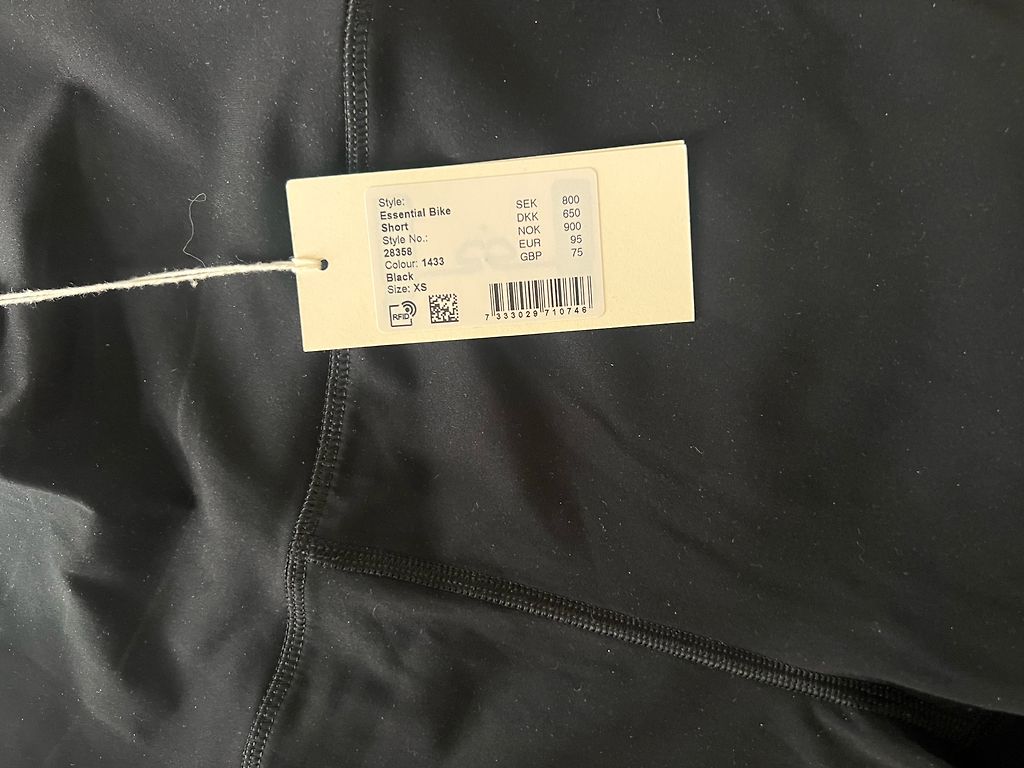 Style:
Essential Bike
Short
Style No.:
28358
Colour: 1433
Black
Size: XS
SEK 800
DKK 650
NOK 900
EUR 95
GBP 75
RFID
7 333029 710746